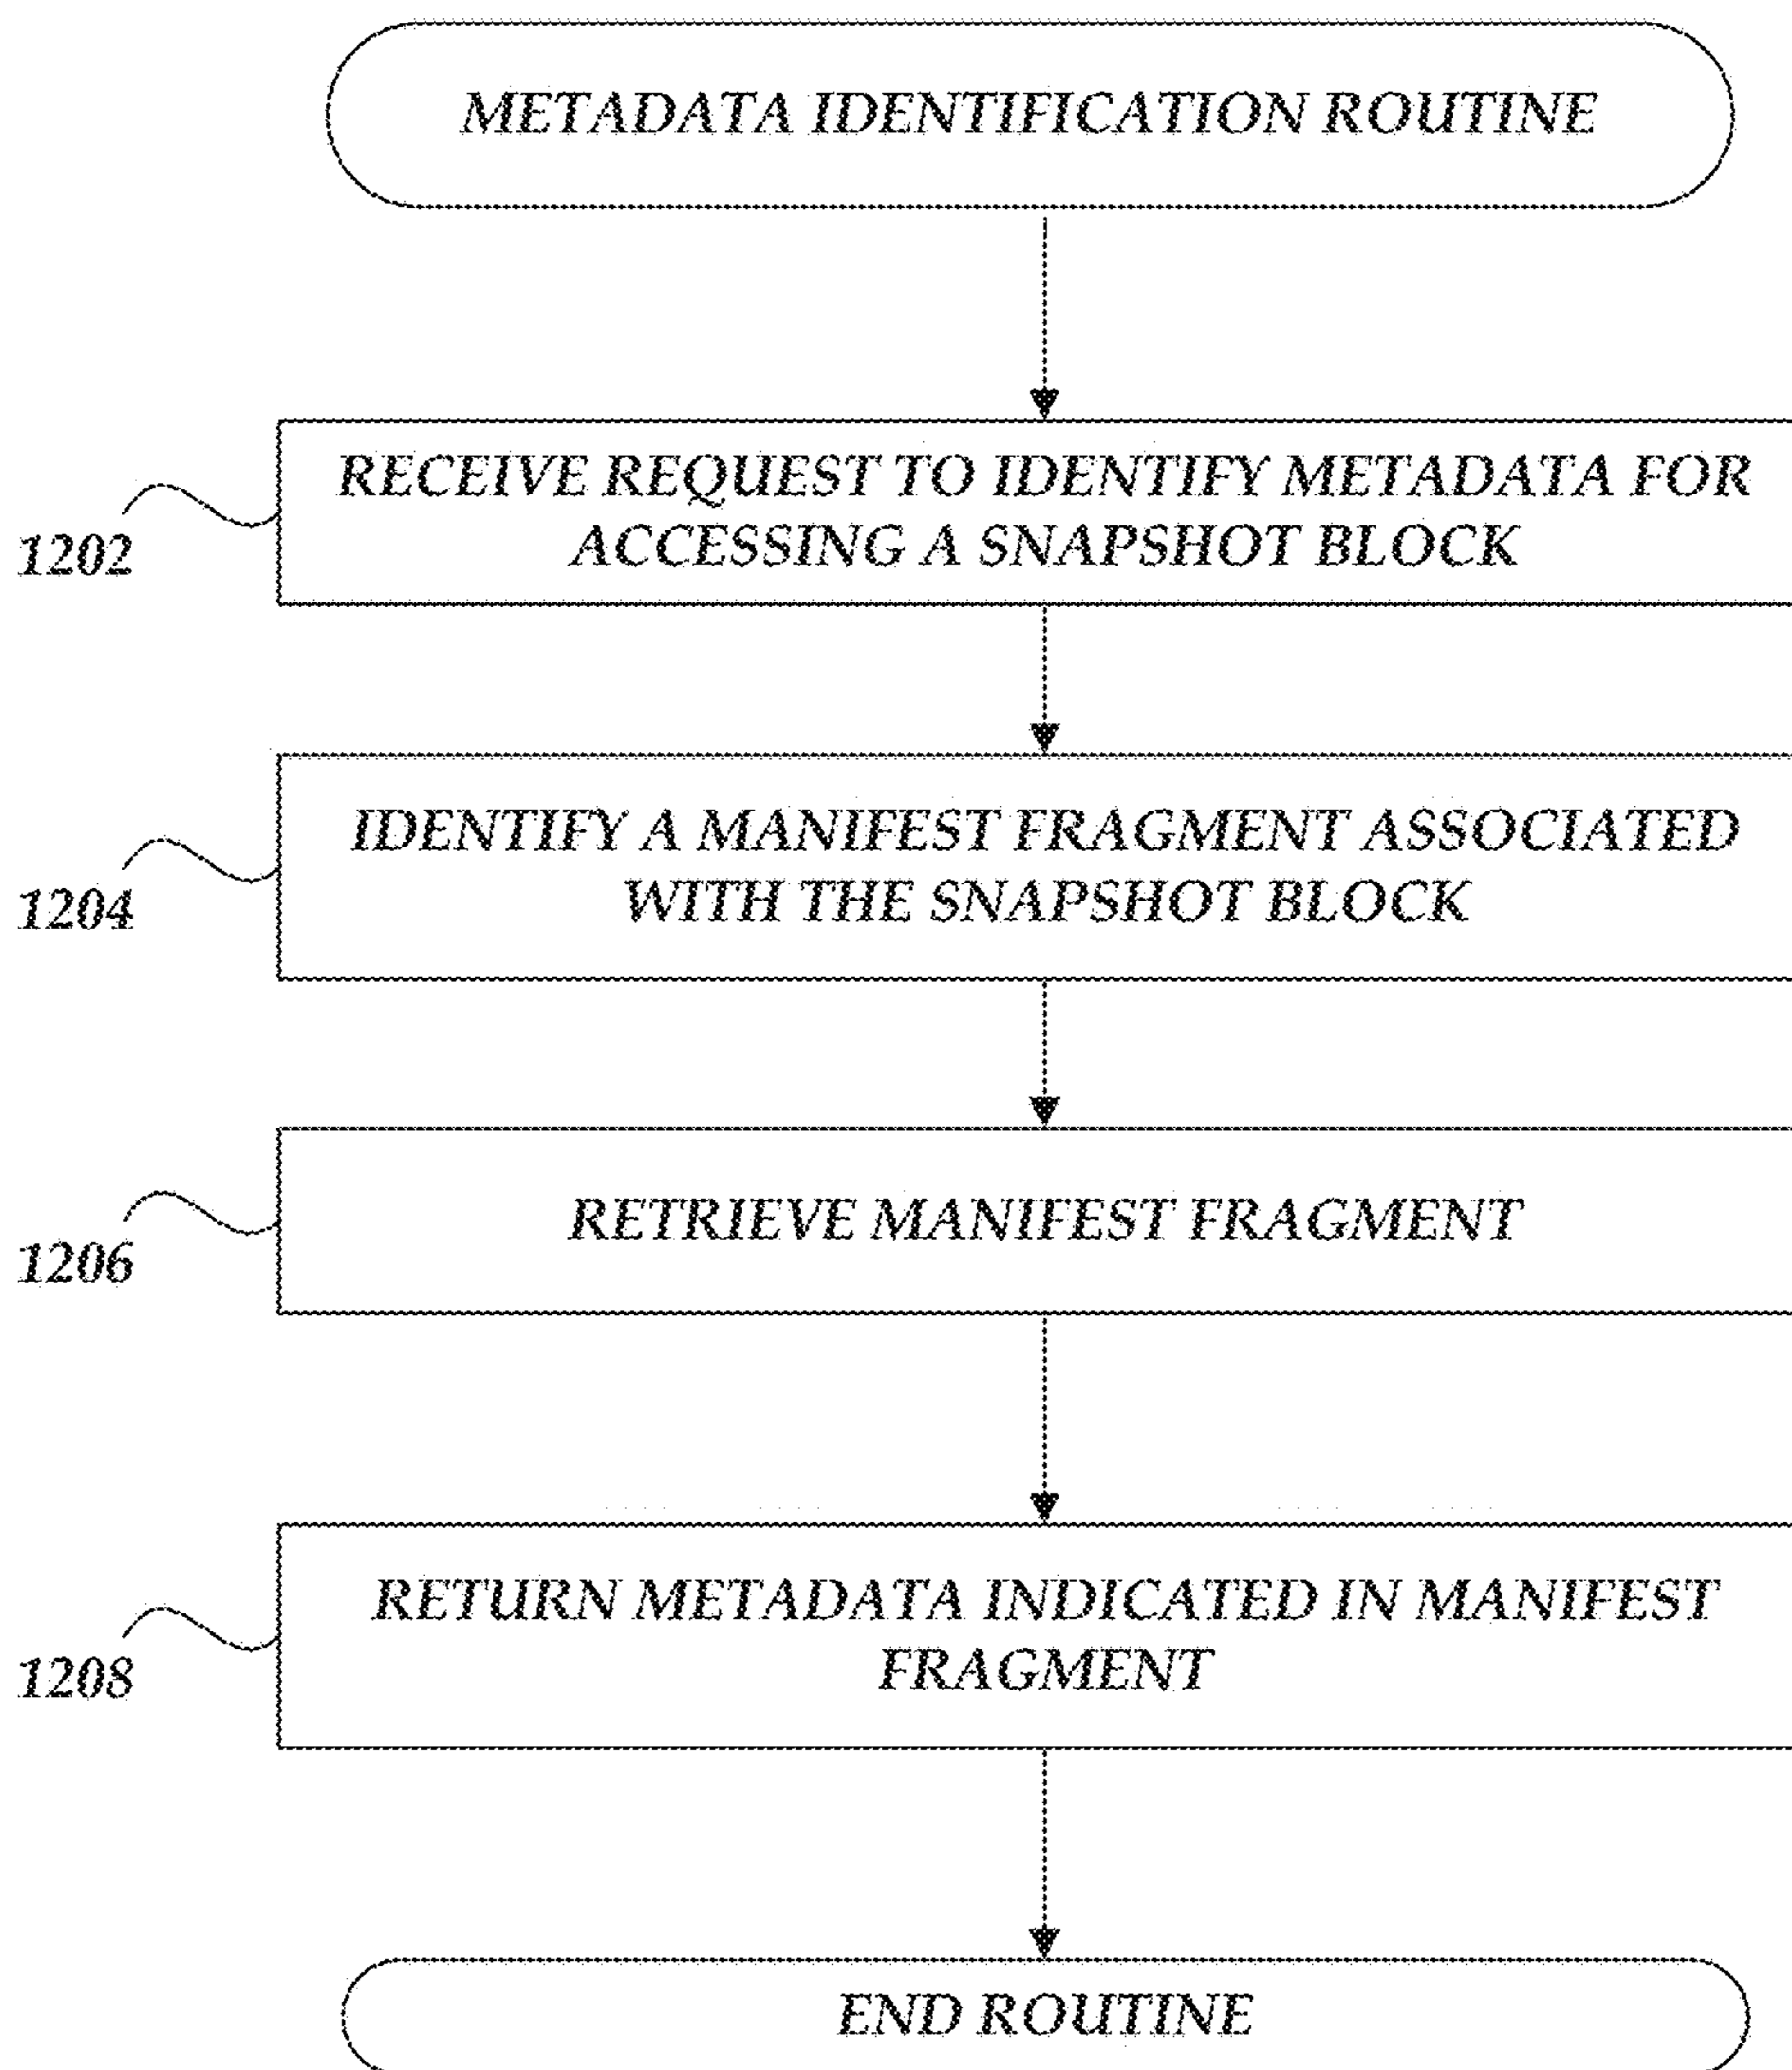 METADATA IDENTIFICATION ROUTINE
RECEIVE REQUEST TO IDENTIFY METADATA FOR
ACCESSING A SNAPSHOT BLOCK
1202
IDENTIFY A MANIFEST FRAGMENT ASSOCIATED
WITH THE SNAPSHOT BLOCK
1204
RETRIEVE MANIFEST FRAGMENT
1206
RETURN METADATA INDICATED IN MANIFEST
FRAGMENT
1208
END ROUTINE